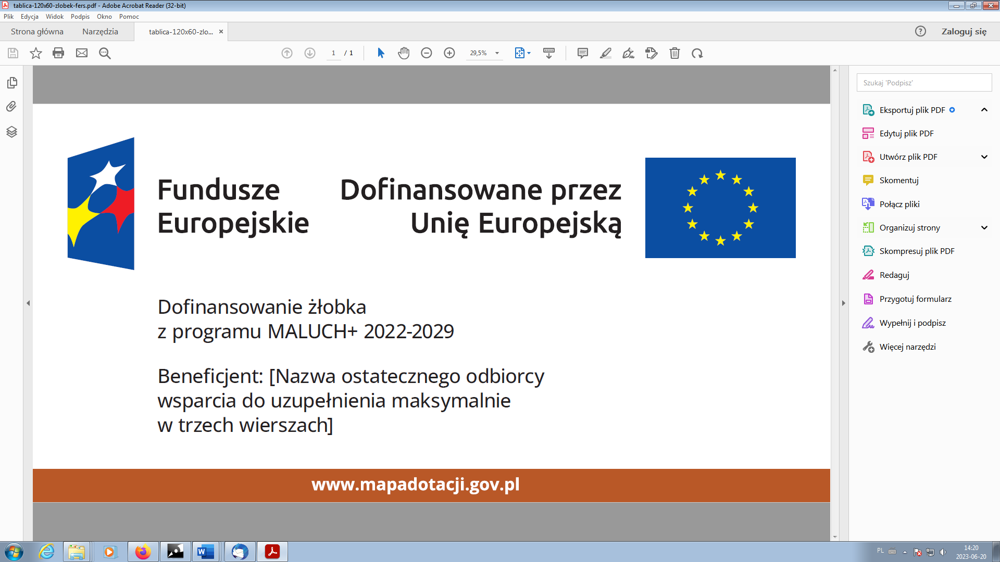 tablica-120x60-zlobek-fers.pdf - Adobe Acrobat Reader (32-bit)
Plik Edycja Widok Podpis Okno Pomoc
Strona główna Narzędzia tablica-120x60-zlo... × Zaloguj się
1 / 1 29,5%
Szukaj 'Podpisz'
Eksportuj plik PDF
Edytuj plik PDF
Utwórz plik PDF
Skomentuj
Połącz pliki
Organizuj strony
Skompresuj plik PDF
Redaguj
Przygotuj formularz
Wypełnij i podpisz
Więcej narzędzi
Fundusze
Europejskie
Dofinansowane przez
Unię Europejską
Dofinansowanie żłobka
z programu MALUCH+ 2022-2029
Beneficjent: [Nazwa ostatecznego odbiorcy
wsparcia do uzupełnienia maksymalnie
w trzech wierszach]
www.mapadotacji.gov.pl
PL
14:20
2023-06-20